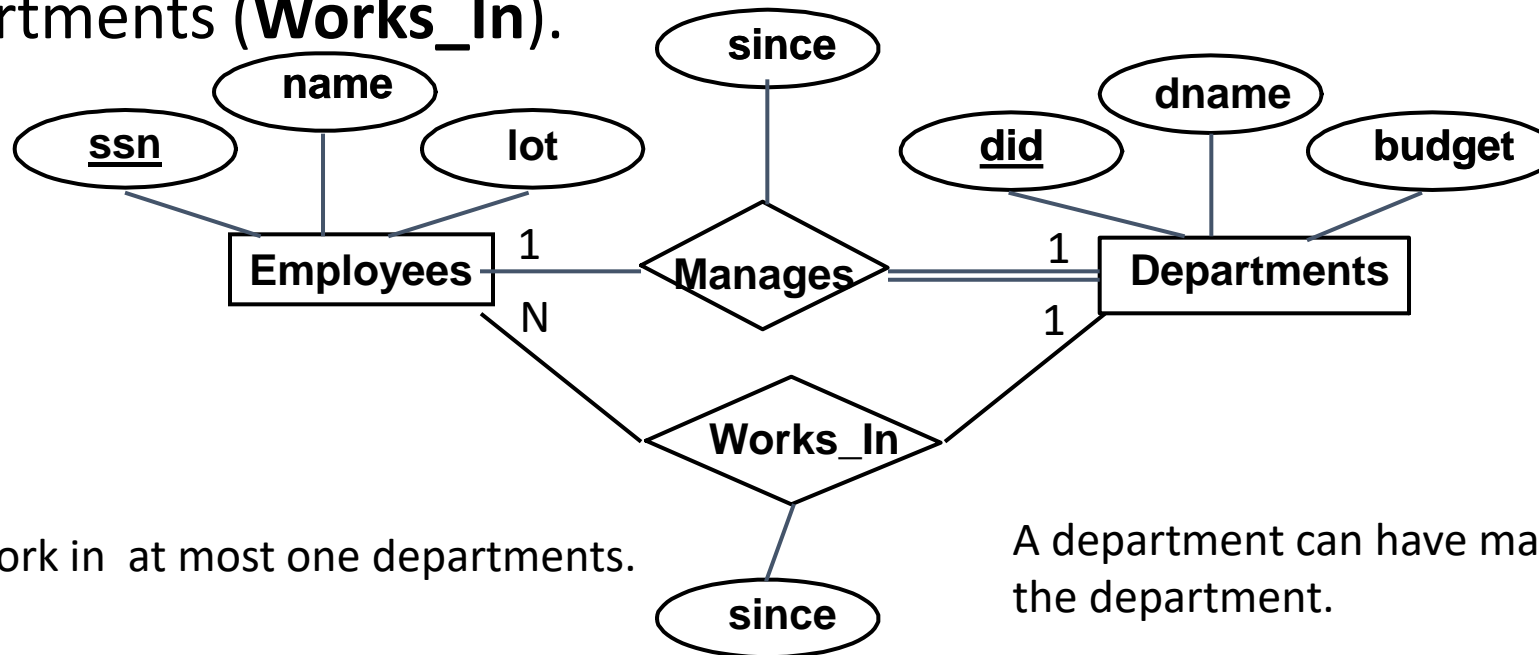 rtments (Works_In).
since
name
dname
ssn
lot
did
budget
1
1
Employees
Manages
Departments
N
1
Works_In
ork in at most one departments.
A department can have ma
the department.
since